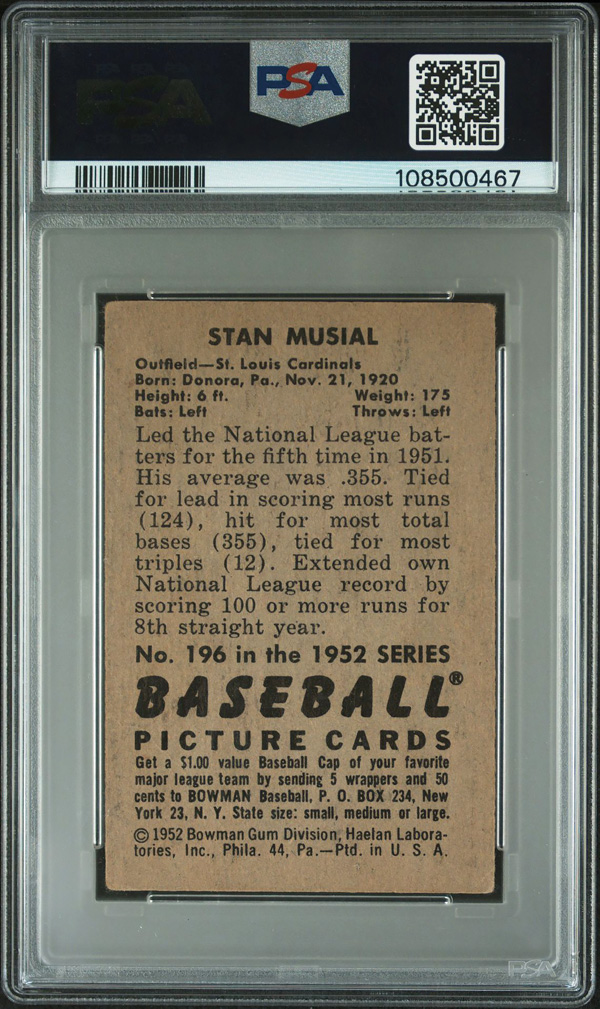 PSA
PSA
108500467
STAN MUSIAL
Outfield—St. Louis Cardinals
Born: Donora, Pa., Nov. 21, 1920
Height: 6 ft. Weight: 175
Bats: Left Throws: Left
Led the National League bat-
ters for the fifth time in 1951.
His average was .355. Tied
for lead in scoring most runs
(124), hit for most total
bases (355), tied for most
triples (12). Extended own
National League record by
scoring 100 or more runs for
8th straight year.
No. 196 in the 1952 SERIES
BASEBALL®
PICTURE CARDS
Get a $1.00 value Baseball Cap of your favorite
major league team by sending 5 wrappers and 50
cents to BOWMAN Baseball, P. O. BOX 234, New
York 23, N. Y. State size: small, medium or large.
© 1952 Bowman Gum Division, Haelan Labora-
tories, Inc., Phila. 44, Pa.—Ptd. in U. S. A.
PSA